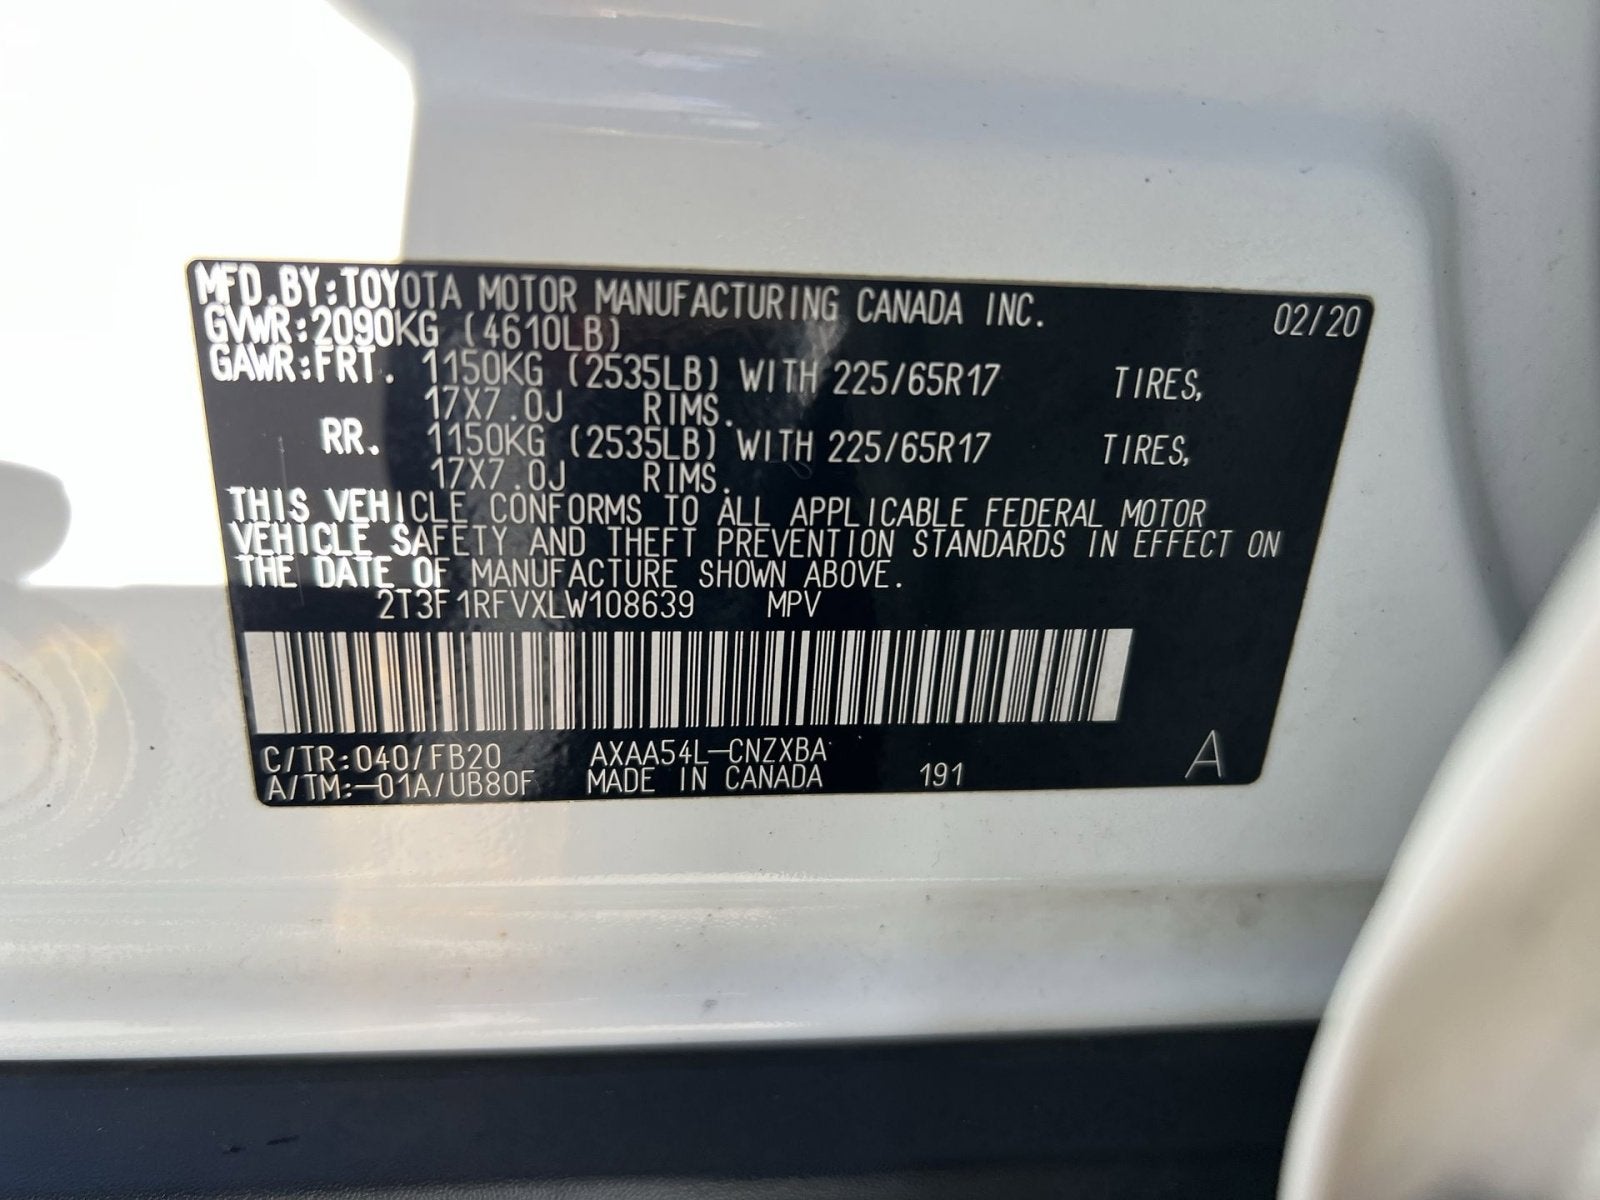 MFD.BY:TOYOTA MOTOR MANUFACTURING CANADA INC. 02/20
GVWR:2090KG (4610LB)
GAWR:FRT. 1150KG (2535LB) WITH 225/65R17 TIRES,
17X7.0J RIMS.
RR. 1150KG (2535LB) WITH 225/65R17 TIRES,
17X7.0J RIMS.
THIS VEHICLE CONFORMS TO ALL APPLICABLE FEDERAL MOTOR
VEHICLE SAFETY AND THEFT PREVENTION STANDARDS IN EFFECT ON
THE DATE OF MANUFACTURE SHOWN ABOVE.
2T3F1RFVXLW108639 MPV
C/TR:040/FB20 AXAA54L-CNZXBA
A/TM:-01A/UB80F MADE IN CANADA 191 A